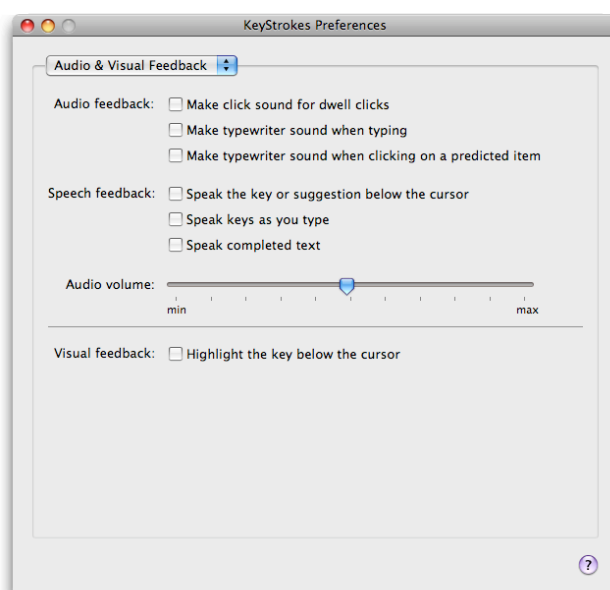 KeyStrokes Preferences
Audio & Visual Feedback
Audio feedback: Make click sound for dwell clicks
Make typewriter sound when typing
Make typewriter sound when clicking on a predicted item
Speech feedback: Speak the key or suggestion below the cursor
Speak keys as you type
Speak completed text
Audio volume:
min max
Visual feedback: Highlight the key below the cursor
?